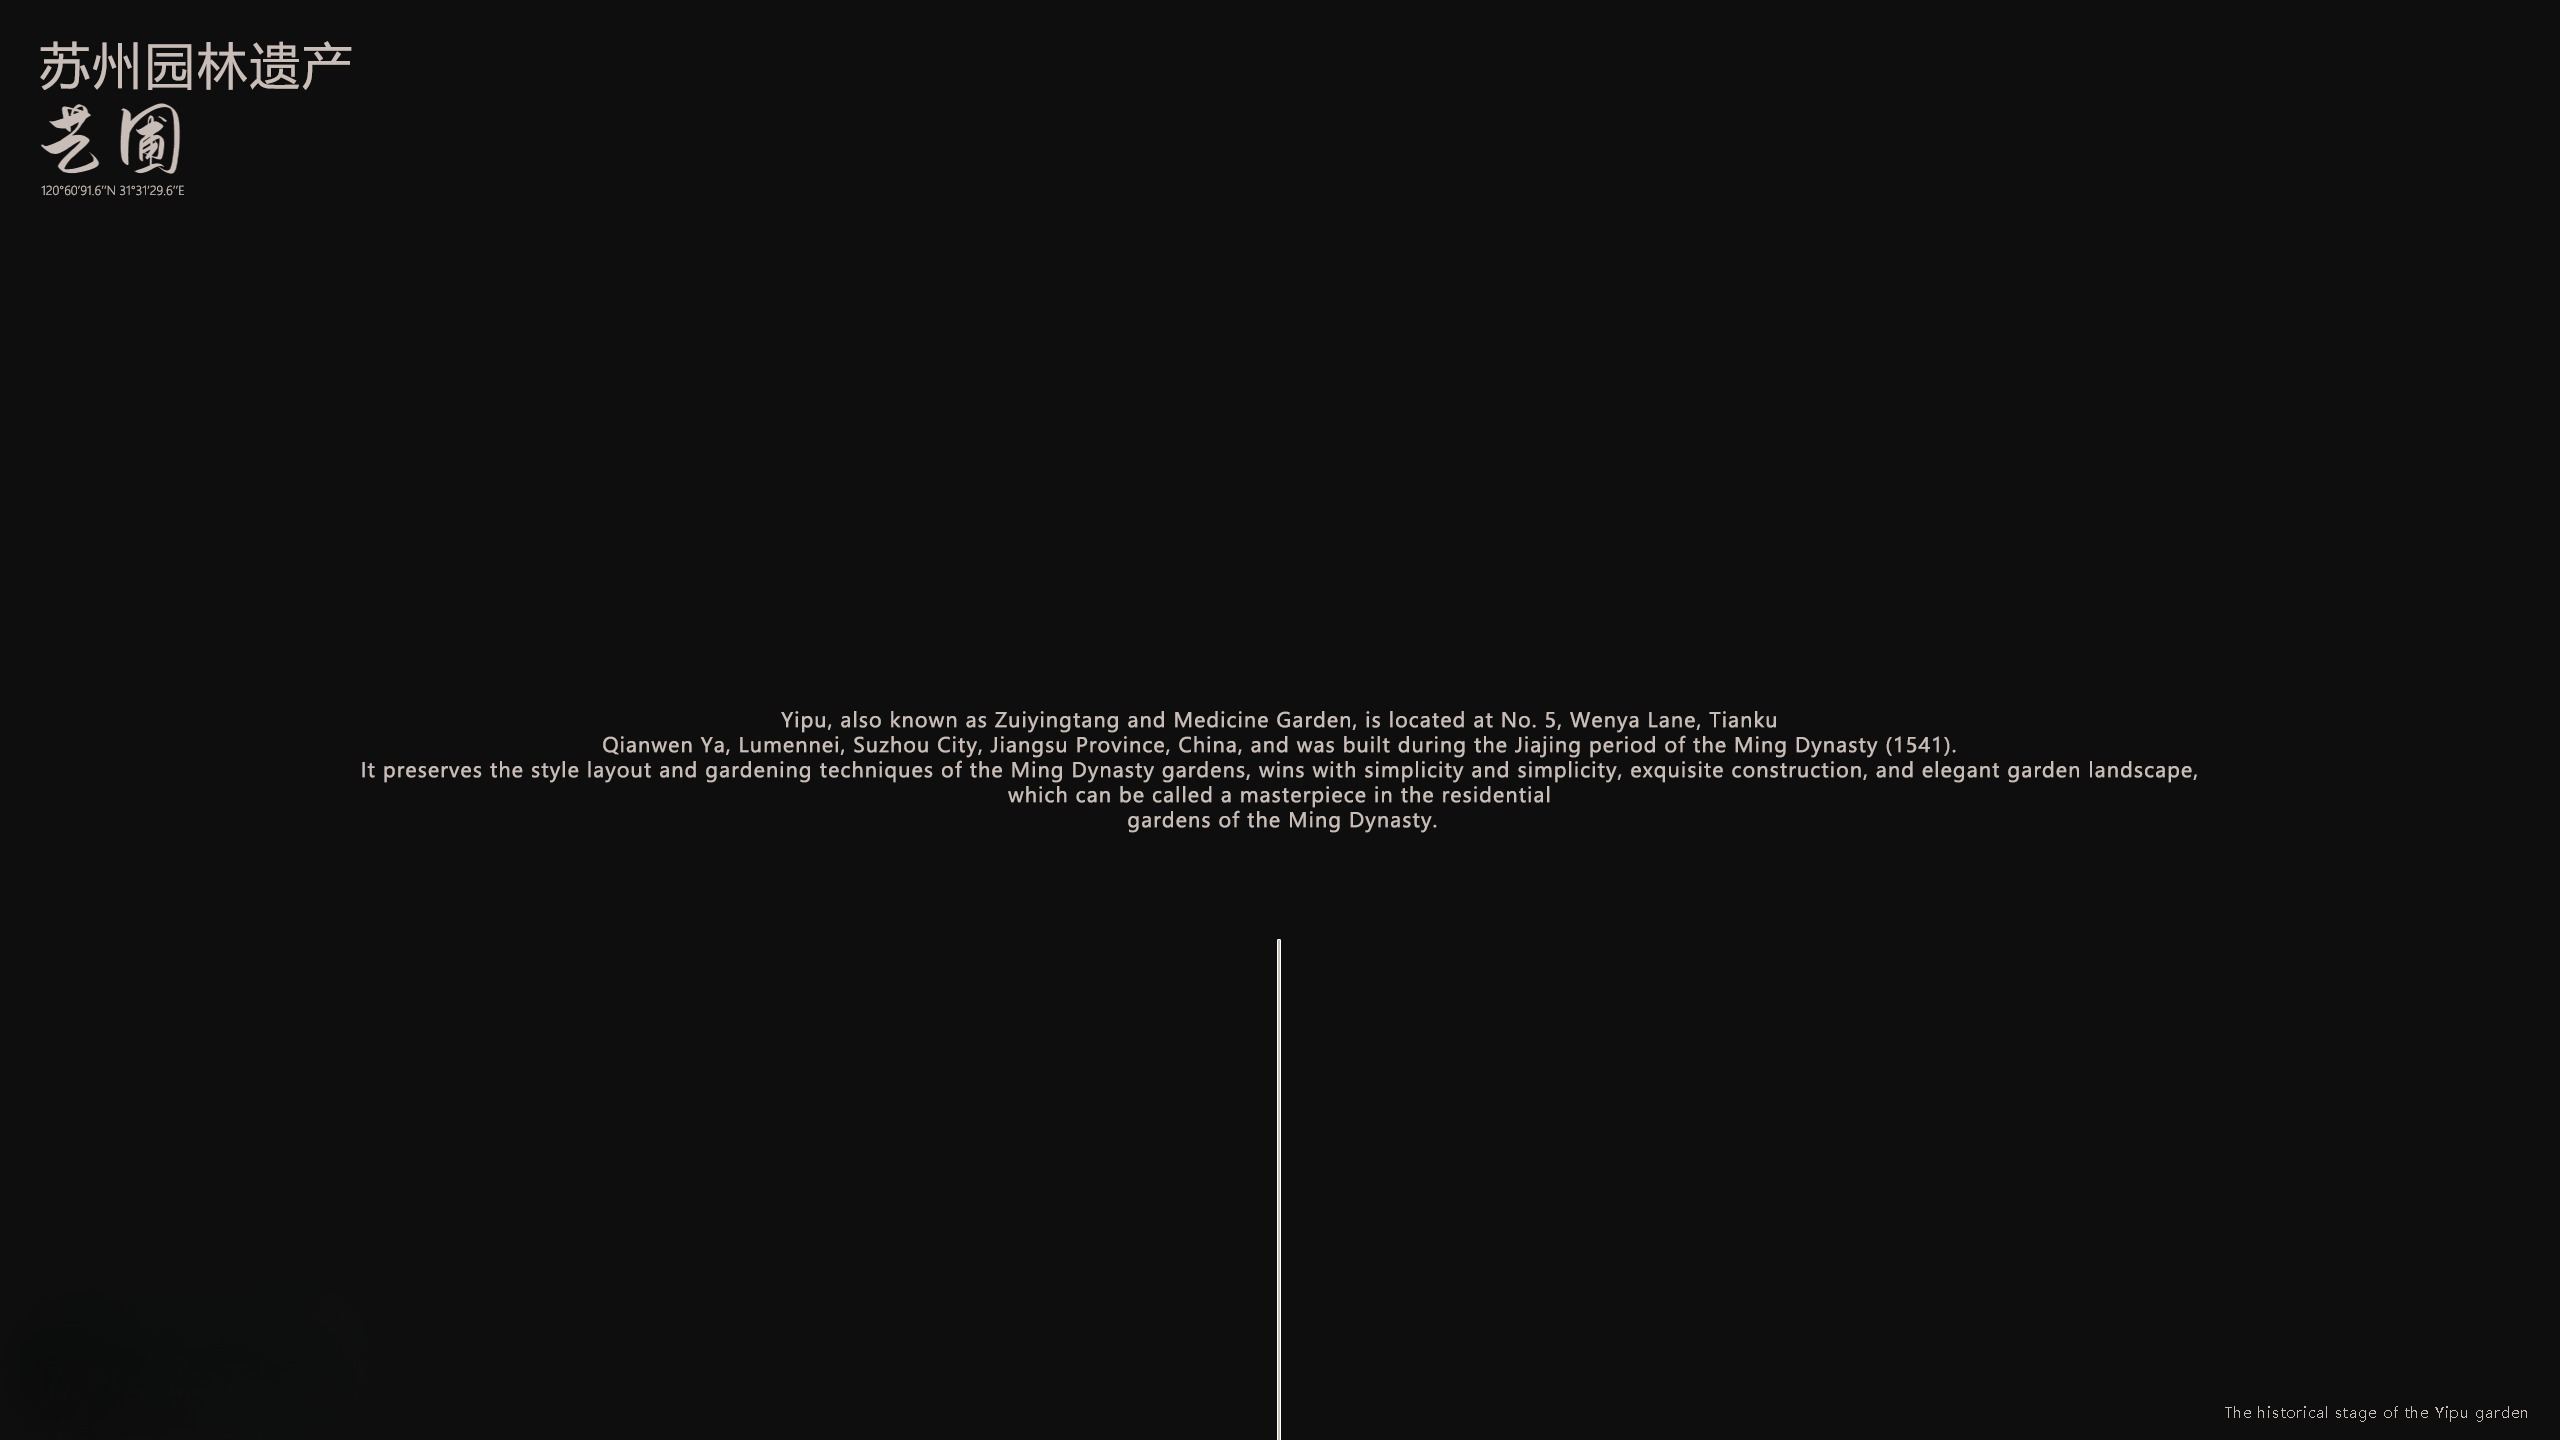 苏州园林遗产
艺圃
120°60'91.6"N 31°31'29.6"E
Yipu, also known as Zuiyingtang and Medicine Garden, is located at No. 5, Wenya Lane, Tianku
Qianwen Ya, Lumennei, Suzhou City, Jiangsu Province, China, and was built during the Jiajing period of the Ming Dynasty (1541).
It preserves the style layout and gardening techniques of the Ming Dynasty gardens, wins with simplicity and simplicity, exquisite construction, and elegant garden landscape,
which can be called a masterpiece in the residential
gardens of the Ming Dynasty.
The historical stage of the Yipu garden